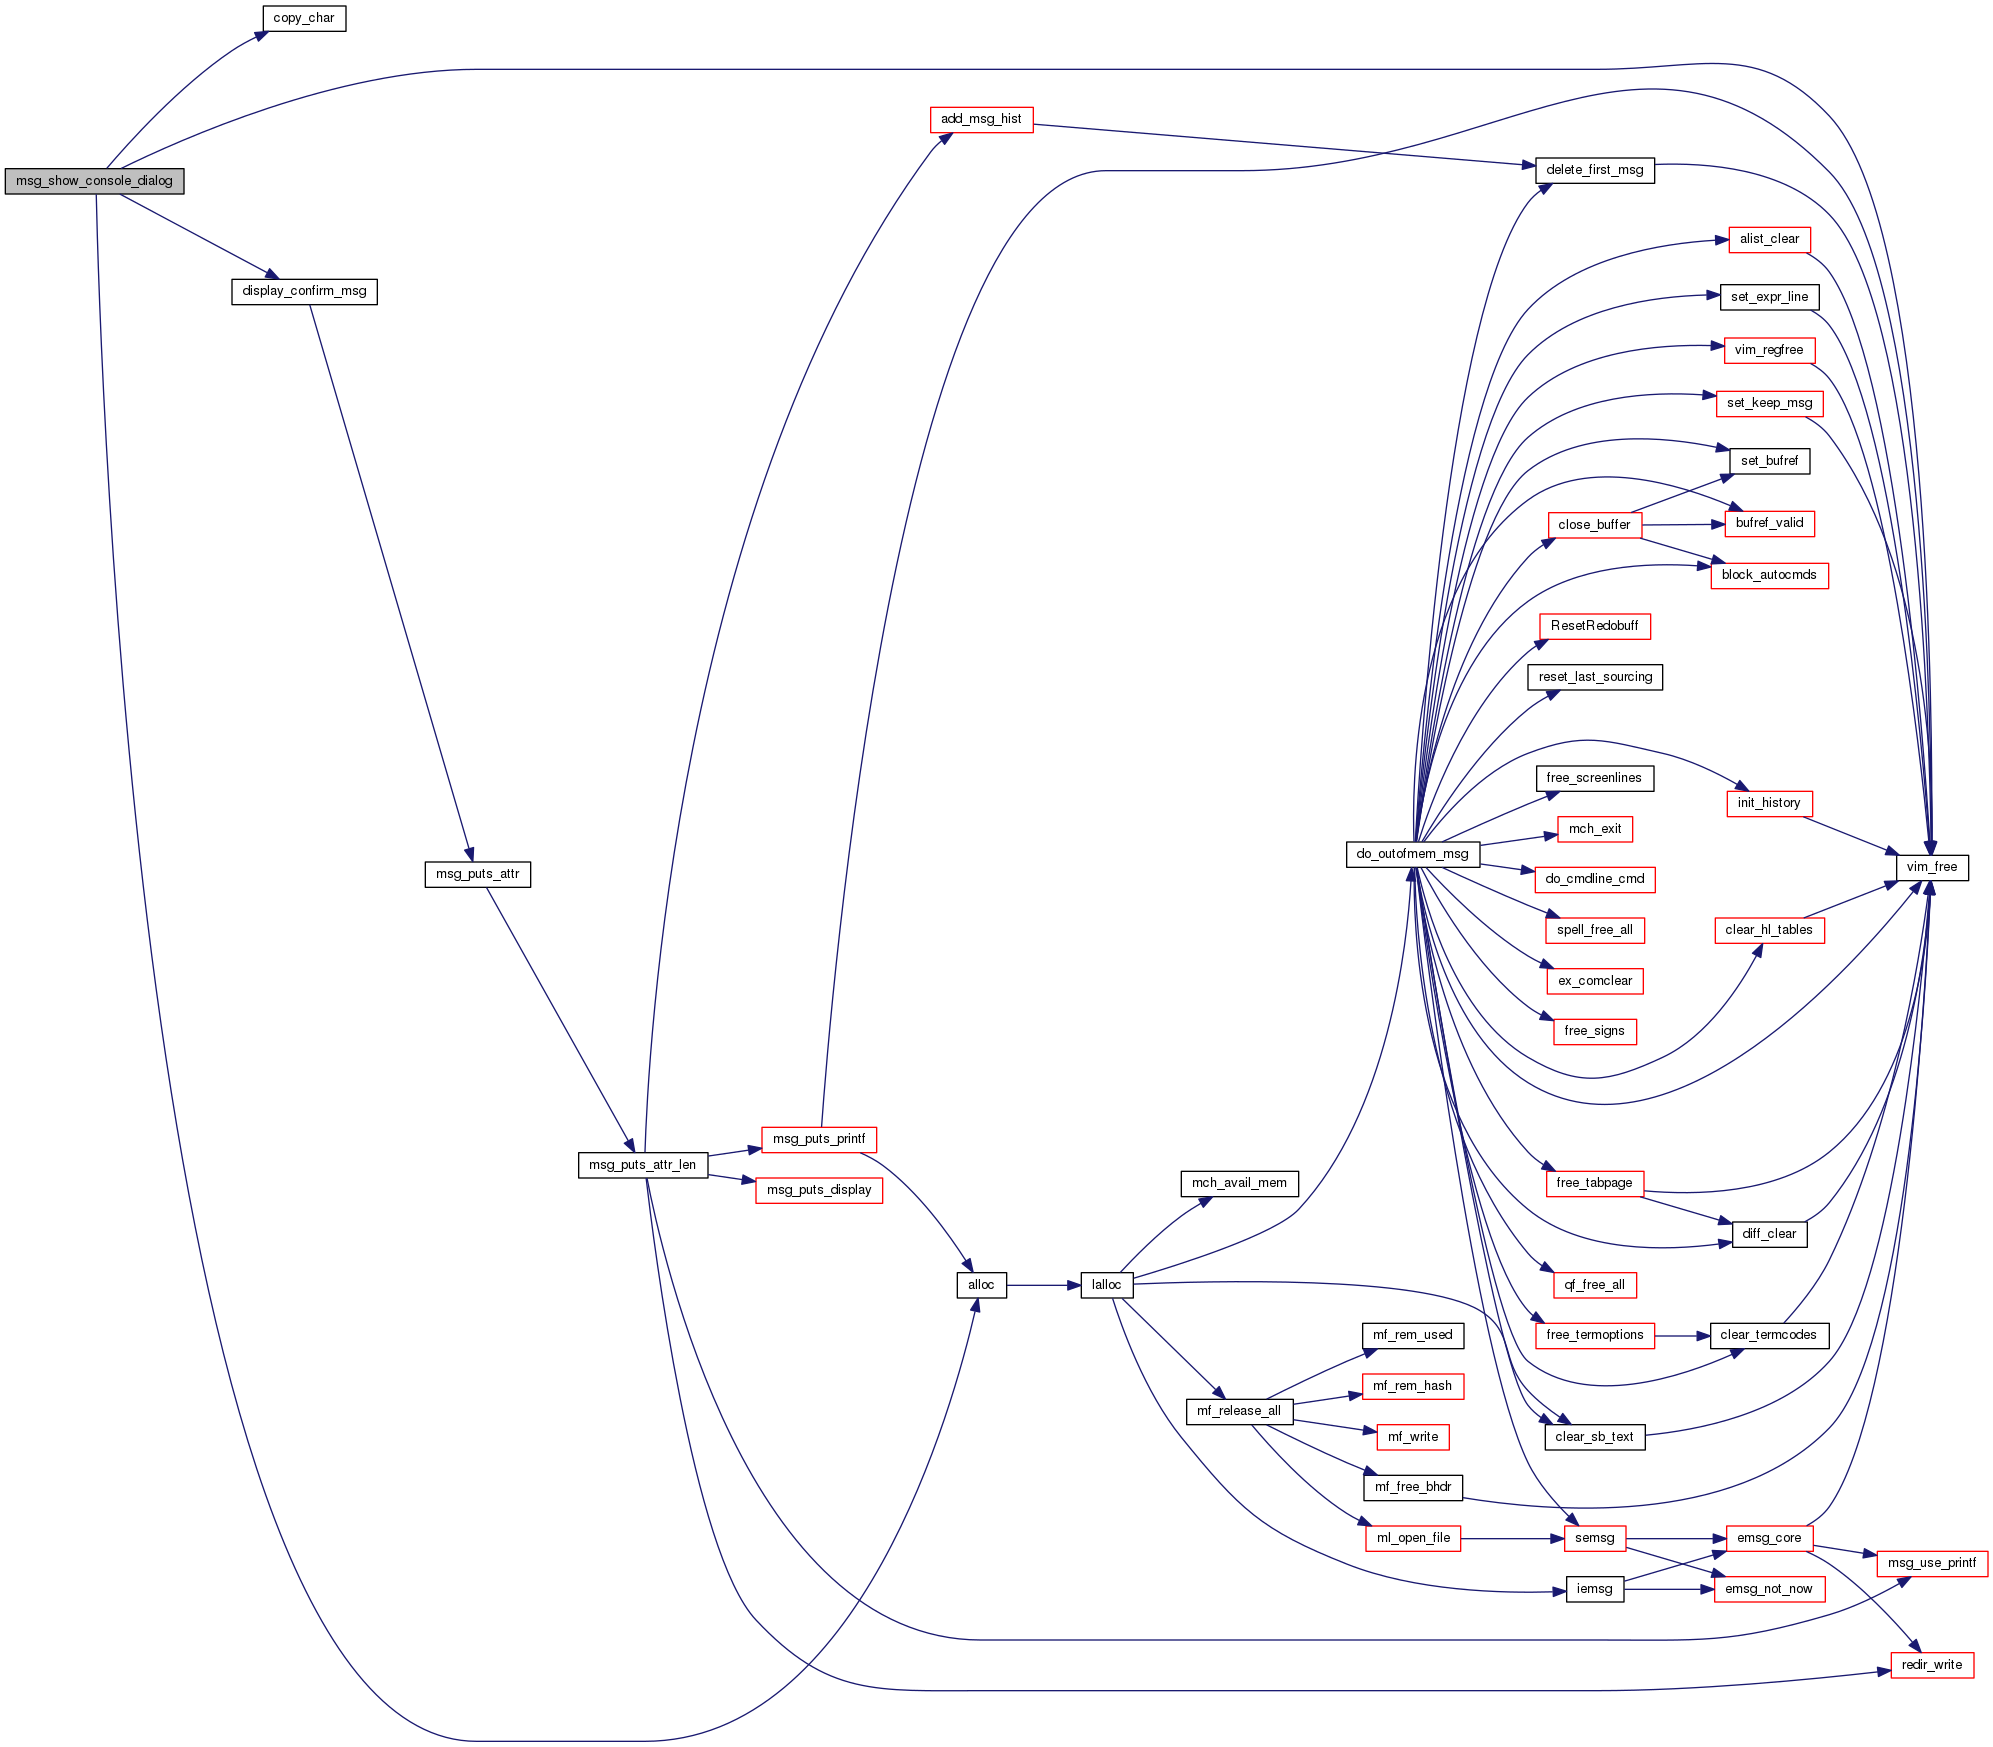 copy_char
add_msg_hist
delete_first_msg
msg_show_console_dialog
alist_clear
display_confirm_msg
set_expr_line
vim_regfree
set_keep_msg
set_bufref
close_buffer
bufref_valid
block_autocmds
ResetRedobuff
reset_last_sourcing
free_screenlines
init_history
mch_exit
do_outofmem_msg
vim_free
msg_puts_attr
do_cmdline_cmd
spell_free_all
clear_hl_tables
ex_comclear
free_signs
msg_puts_printf
msg_puts_attr_len
msg_puts_display
mch_avail_mem
free_tabpage
diff_clear
alloc
lalloc
qf_free_all
mf_rem_used
free_termoptions
clear_termcodes
mf_rem_hash
mf_release_all
mf_write
clear_sb_text
mf_free_bhdr
ml_open_file
semsg
emsg_core
msg_use_printf
iemsg
emsg_not_now
redir_write